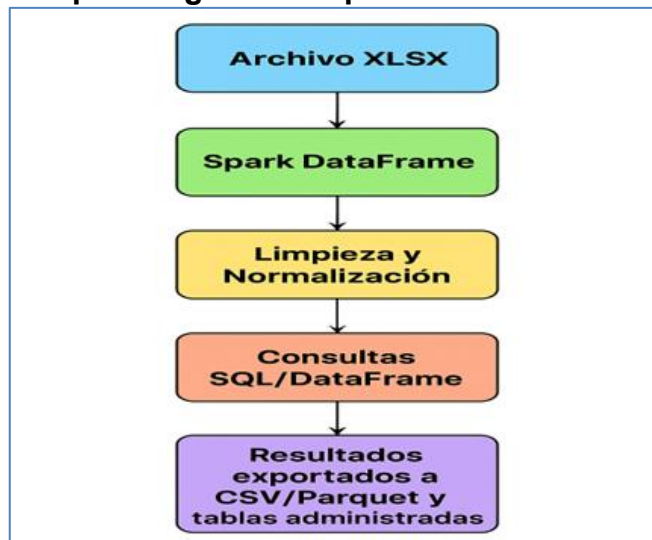 Archivo XLSX
Spark DataFrame
Limpieza y
Normalización
Consultas
SQL/DataFrame
Resultados
exportados a
CSV/Parquet y
tablas administradas